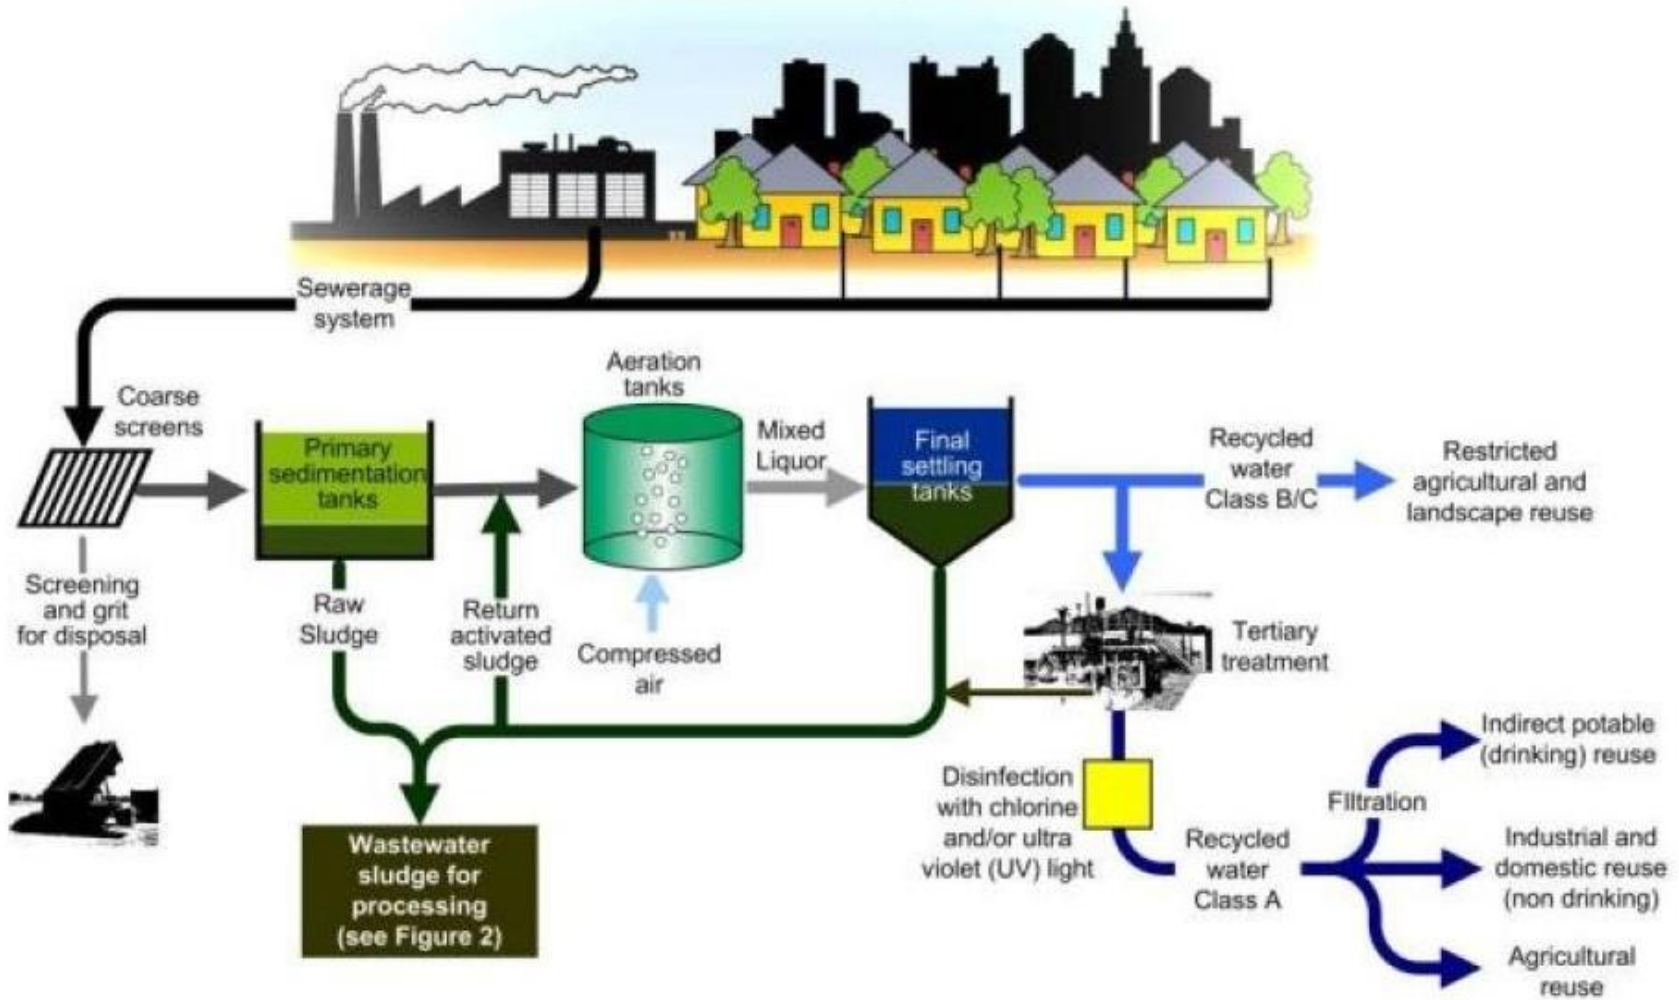 Sewerage
system
Coarse
screens
Aeration
tanks
Primary
sedimentation
tanks
Mixed
Liquor
Final
settling
tanks
Recycled
water
Class B/C
Restricted
agricultural and
landscape reuse
Screening
and grit
for disposal
Raw
Sludge
Return
activated
sludge
Compressed
air
Tertiary
treatment
Wastewater
sludge for
processing
(see Figure 2)
Disinfection
with chlorine
and/or ultra
violet (UV) light
Recycled
water
Class A
FIltration
Indirect potable
(drinking) reuse
Industrial and
domestic reuse
(non drinking)
Agricultural
reuse